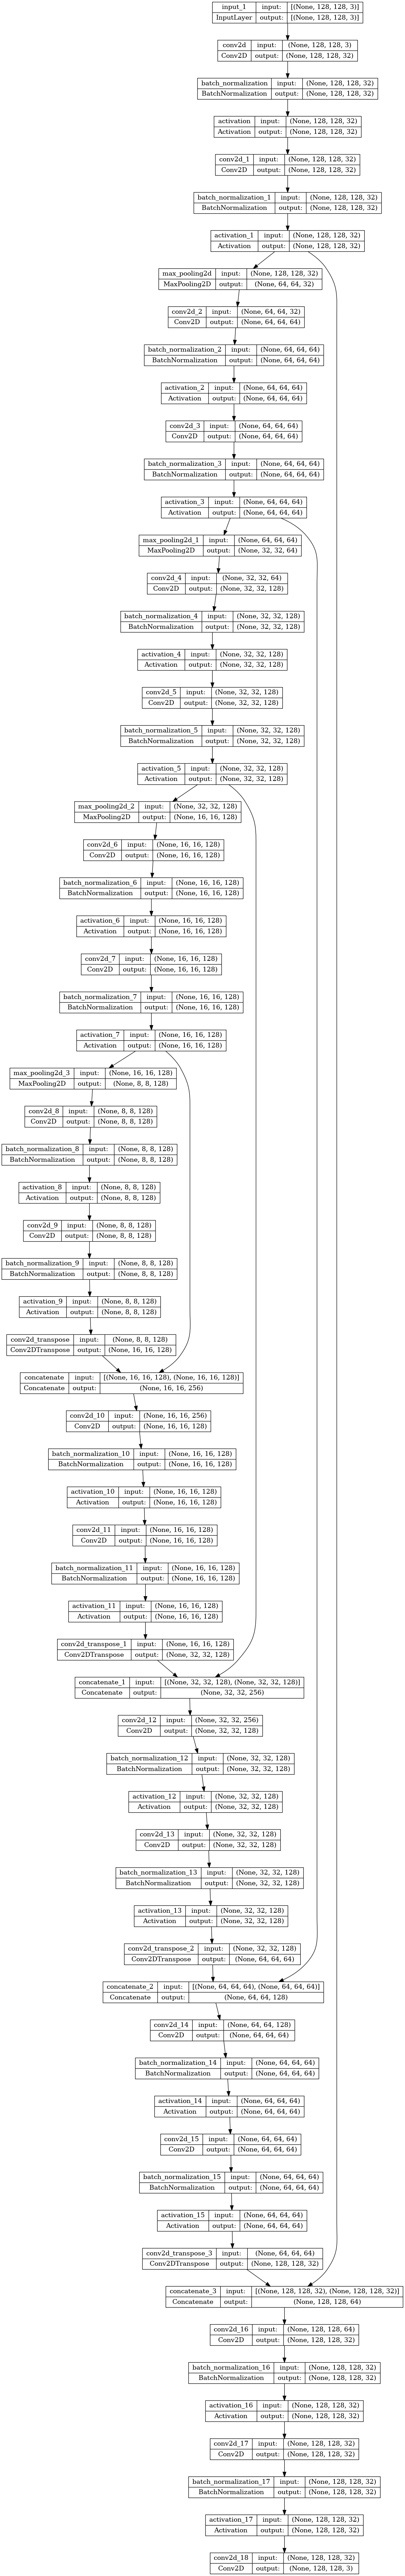 input_1 input: [(None, 128, 128, 3)]
InputLayer output: [(None, 128, 128, 3)]
conv2d input: (None, 128, 128, 3)
Conv2D output: (None, 128, 128, 32)
batch_normalization input: (None, 128, 128, 32)
BatchNormalization output: (None, 128, 128, 32)
activation input: (None, 128, 128, 32)
Activation output: (None, 128, 128, 32)
conv2d_1 input: (None, 128, 128, 32)
Conv2D output: (None, 128, 128, 32)
batch_normalization_1 input: (None, 128, 128, 32)
BatchNormalization output: (None, 128, 128, 32)
activation_1 input: (None, 128, 128, 32)
Activation output: (None, 128, 128, 32)
max_pooling2d input: (None, 128, 128, 32)
MaxPooling2D output: (None, 64, 64, 32)
conv2d_2 input: (None, 64, 64, 32)
Conv2D output: (None, 64, 64, 64)
batch_normalization_2 input: (None, 64, 64, 64)
BatchNormalization output: (None, 64, 64, 64)
activation_2 input: (None, 64, 64, 64)
Activation output: (None, 64, 64, 64)
conv2d_3 input: (None, 64, 64, 64)
Conv2D output: (None, 64, 64, 64)
batch_normalization_3 input: (None, 64, 64, 64)
BatchNormalization output: (None, 64, 64, 64)
activation_3 input: (None, 64, 64, 64)
Activation output: (None, 64, 64, 64)
max_pooling2d_1 input: (None, 64, 64, 64)
MaxPooling2D output: (None, 32, 32, 64)
conv2d_4 input: (None, 32, 32, 64)
Conv2D output: (None, 32, 32, 128)
batch_normalization_4 input: (None, 32, 32, 128)
BatchNormalization output: (None, 32, 32, 128)
activation_4 input: (None, 32, 32, 128)
Activation output: (None, 32, 32, 128)
conv2d_5 input: (None, 32, 32, 128)
Conv2D output: (None, 32, 32, 128)
batch_normalization_5 input: (None, 32, 32, 128)
BatchNormalization output: (None, 32, 32, 128)
activation_5 input: (None, 32, 32, 128)
Activation output: (None, 32, 32, 128)
max_pooling2d_2 input: (None, 32, 32, 128)
MaxPooling2D output: (None, 16, 16, 128)
conv2d_6 input: (None, 16, 16, 128)
Conv2D output: (None, 16, 16, 128)
batch_normalization_6 input: (None, 16, 16, 128)
BatchNormalization output: (None, 16, 16, 128)
activation_6 input: (None, 16, 16, 128)
Activation output: (None, 16, 16, 128)
conv2d_7 input: (None, 16, 16, 128)
Conv2D output: (None, 16, 16, 128)
batch_normalization_7 input: (None, 16, 16, 128)
BatchNormalization output: (None, 16, 16, 128)
activation_7 input: (None, 16, 16, 128)
Activation output: (None, 16, 16, 128)
max_pooling2d_3 input: (None, 16, 16, 128)
MaxPooling2D output: (None, 8, 8, 128)
conv2d_8 input: (None, 8, 8, 128)
Conv2D output: (None, 8, 8, 128)
batch_normalization_8 input: (None, 8, 8, 128)
BatchNormalization output: (None, 8, 8, 128)
activation_8 input: (None, 8, 8, 128)
Activation output: (None, 8, 8, 128)
conv2d_9 input: (None, 8, 8, 128)
Conv2D output: (None, 8, 8, 128)
batch_normalization_9 input: (None, 8, 8, 128)
BatchNormalization output: (None, 8, 8, 128)
activation_9 input: (None, 8, 8, 128)
Activation output: (None, 8, 8, 128)
conv2d_transpose input: (None, 8, 8, 128)
Conv2DTranspose output: (None, 16, 16, 128)
concatenate input: [(None, 16, 16, 128), (None, 16, 16, 128)]
Concatenate output: (None, 16, 16, 256)
conv2d_10 input: (None, 16, 16, 256)
Conv2D output: (None, 16, 16, 128)
batch_normalization_10 input: (None, 16, 16, 128)
BatchNormalization output: (None, 16, 16, 128)
activation_10 input: (None, 16, 16, 128)
Activation output: (None, 16, 16, 128)
conv2d_11 input: (None, 16, 16, 128)
Conv2D output: (None, 16, 16, 128)
batch_normalization_11 input: (None, 16, 16, 128)
BatchNormalization output: (None, 16, 16, 128)
activation_11 input: (None, 16, 16, 128)
Activation output: (None, 16, 16, 128)
conv2d_transpose_1 input: (None, 16, 16, 128)
Conv2DTranspose output: (None, 32, 32, 128)
concatenate_1 input: [(None, 32, 32, 128), (None, 32, 32, 128)]
Concatenate output: (None, 32, 32, 256)
conv2d_12 input: (None, 32, 32, 256)
Conv2D output: (None, 32, 32, 128)
batch_normalization_12 input: (None, 32, 32, 128)
BatchNormalization output: (None, 32, 32, 128)
activation_12 input: (None, 32, 32, 128)
Activation output: (None, 32, 32, 128)
conv2d_13 input: (None, 32, 32, 128)
Conv2D output: (None, 32, 32, 128)
batch_normalization_13 input: (None, 32, 32, 128)
BatchNormalization output: (None, 32, 32, 128)
activation_13 input: (None, 32, 32, 128)
Activation output: (None, 32, 32, 128)
conv2d_transpose_2 input: (None, 32, 32, 128)
Conv2DTranspose output: (None, 64, 64, 64)
concatenate_2 input: [(None, 64, 64, 64), (None, 64, 64, 64)]
Concatenate output: (None, 64, 64, 128)
conv2d_14 input: (None, 64, 64, 128)
Conv2D output: (None, 64, 64, 64)
batch_normalization_14 input: (None, 64, 64, 64)
BatchNormalization output: (None, 64, 64, 64)
activation_14 input: (None, 64, 64, 64)
Activation output: (None, 64, 64, 64)
conv2d_15 input: (None, 64, 64, 64)
Conv2D output: (None, 64, 64, 64)
batch_normalization_15 input: (None, 64, 64, 64)
BatchNormalization output: (None, 64, 64, 64)
activation_15 input: (None, 64, 64, 64)
Activation output: (None, 64, 64, 64)
conv2d_transpose_3 input: (None, 64, 64, 64)
Conv2DTranspose output: (None, 128, 128, 32)
concatenate_3 input: [(None, 128, 128, 32), (None, 128, 128, 32)]
Concatenate output: (None, 128, 128, 64)
conv2d_16 input: (None, 128, 128, 64)
Conv2D output: (None, 128, 128, 32)
batch_normalization_16 input: (None, 128, 128, 32)
BatchNormalization output: (None, 128, 128, 32)
activation_16 input: (None, 128, 128, 32)
Activation output: (None, 128, 128, 32)
conv2d_17 input: (None, 128, 128, 32)
Conv2D output: (None, 128, 128, 32)
batch_normalization_17 input: (None, 128, 128, 32)
BatchNormalization output: (None, 128, 128, 32)
activation_17 input: (None, 128, 128, 32)
Activation output: (None, 128, 128, 32)
conv2d_18 input: (None, 128, 128, 32)
Conv2D output: (None, 128, 128, 3)